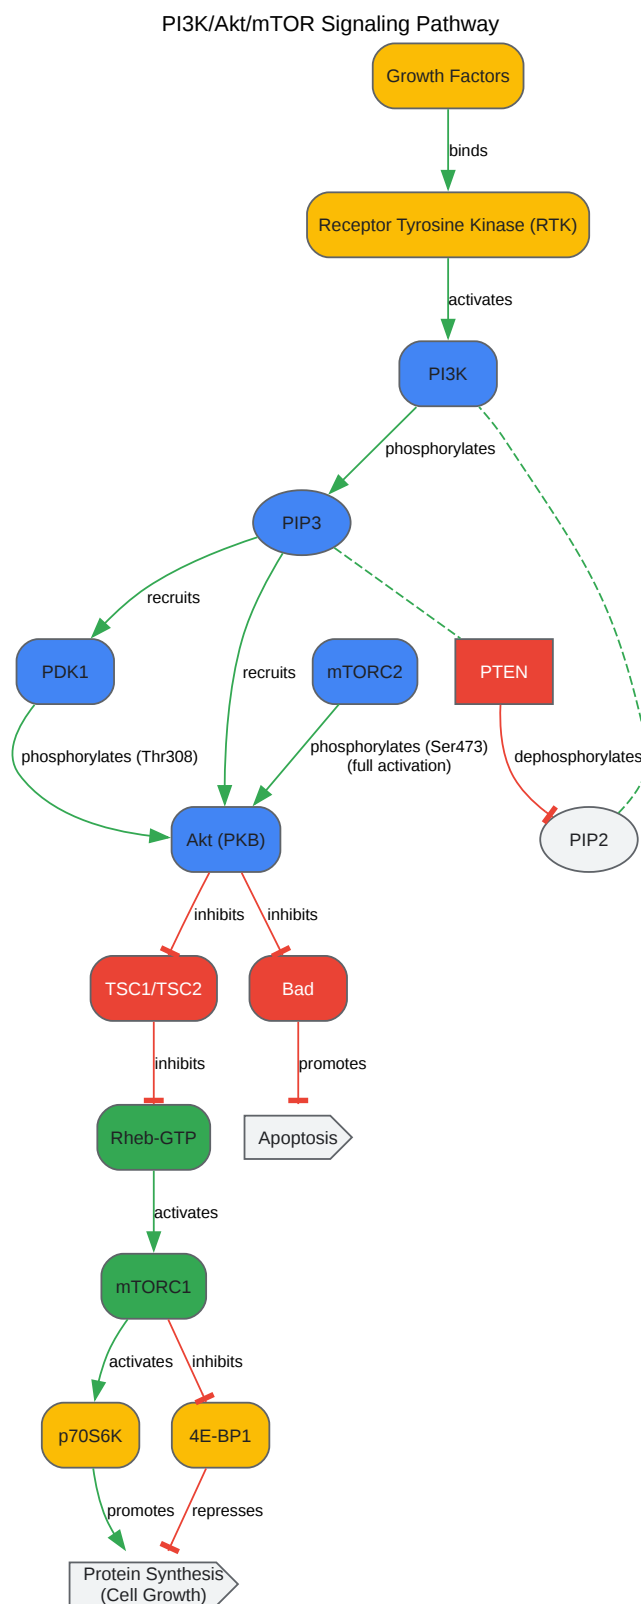 PI3K/Akt/mTOR Signaling Pathway
Growth Factors
binds
Receptor Tyrosine Kinase (RTK)
activates
PI3K
phosphorylates
PIP3
recruits
recruits
PDK1
mTORC2
PTEN
phosphorylates (Thr308)
phosphorylates (Ser473)
(full activation)
dephosphorylates
Akt (PKB)
PIP2
inhibits
inhibits
TSC1/TSC2
Bad
inhibits
promotes
Rheb-GTP
Apoptosis
activates
mTORC1
activates
inhibits
p70S6K
4E-BP1
promotes
represses
Protein Synthesis
(Cell Growth)